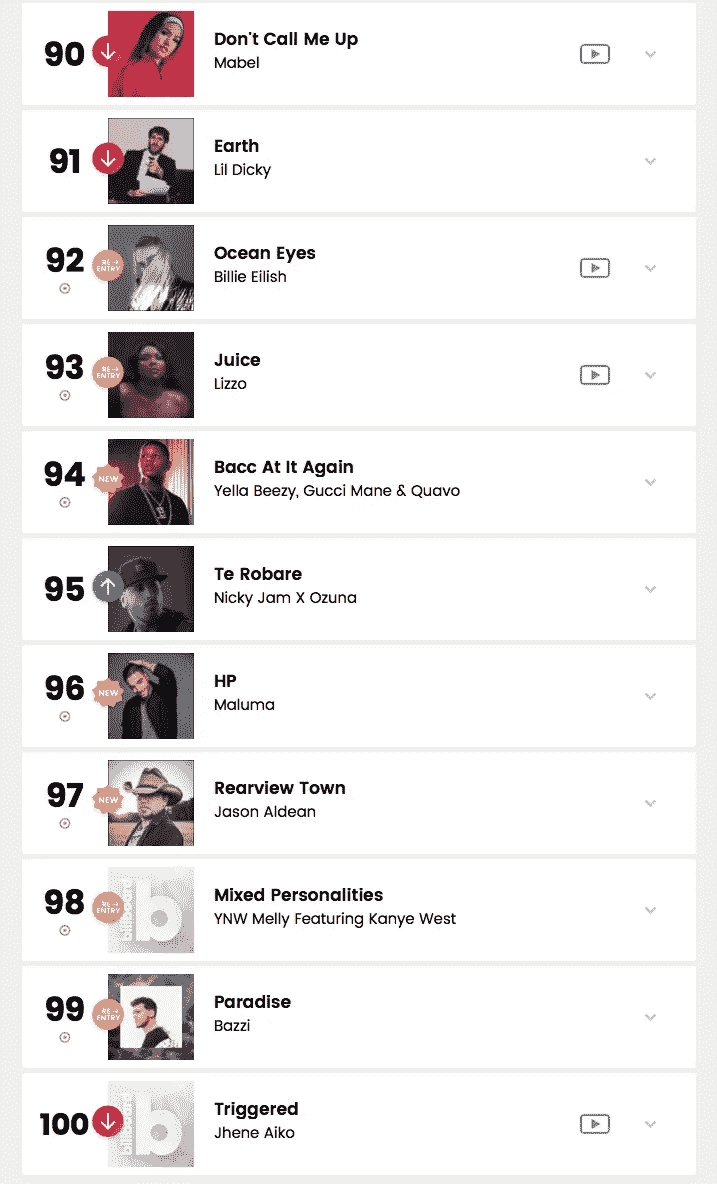 90
Don't Call Me Up
Mabel
91
Earth
Lil Dicky
92
RE→
ENTRY
Ocean Eyes
Billie Eilish
93
RE→
ENTRY
Juice
Lizzo
94
NEW
Bacc At It Again
Yella Beezy, Gucci Mane & Quavo
95
Te Robare
Nicky Jam X Ozuna
96
NEW
HP
Maluma
97
NEW
Rearview Town
Jason Aldean
98
RE→
ENTRY
billboard
b
Mixed Personalities
YNW Melly Featuring Kanye West
99
RE→
ENTRY
Paradise
Bazzi
100
billboard
b
Triggered
Jhene Aiko